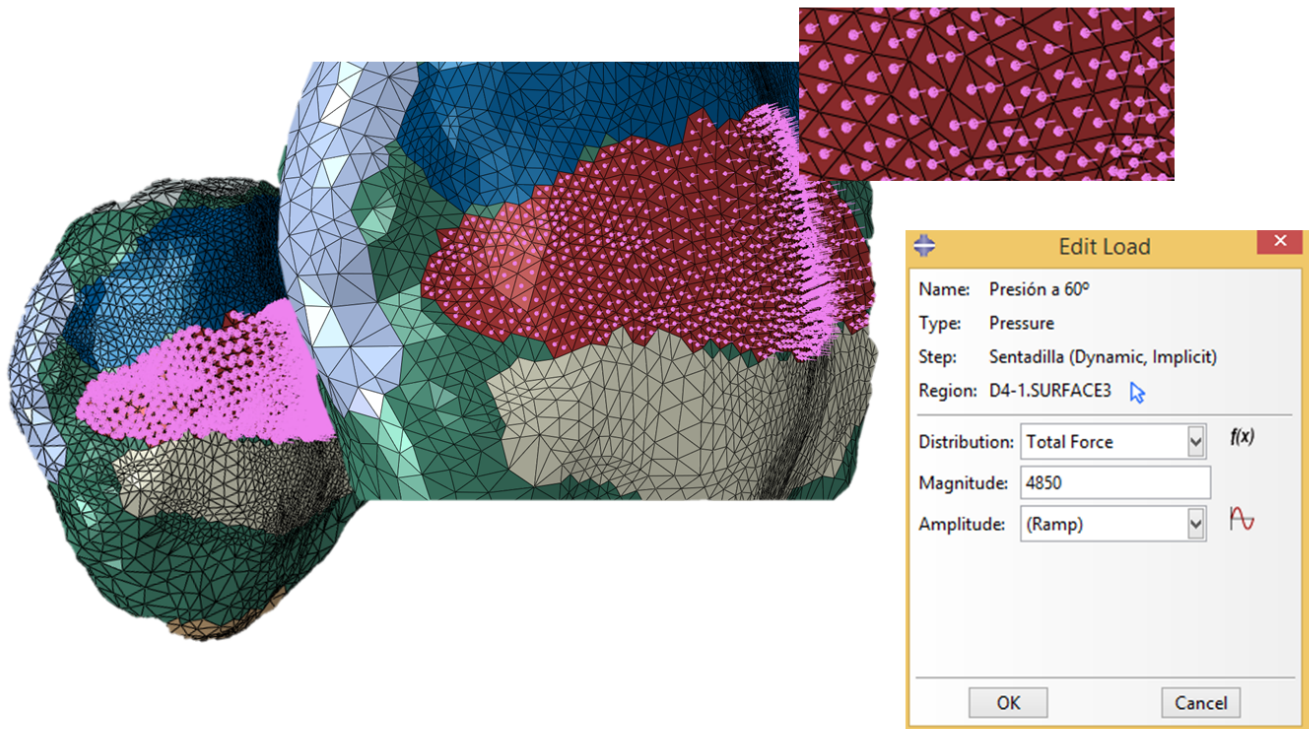 Edit Load
Name: Presión a 60º
Type: Pressure
Step: Sentadilla (Dynamic, Implicit)
Region: D4-1.SURFACE3
Distribution: Total Force f(x)
Magnitude: 4850
Amplitude: (Ramp)
OK Cancel